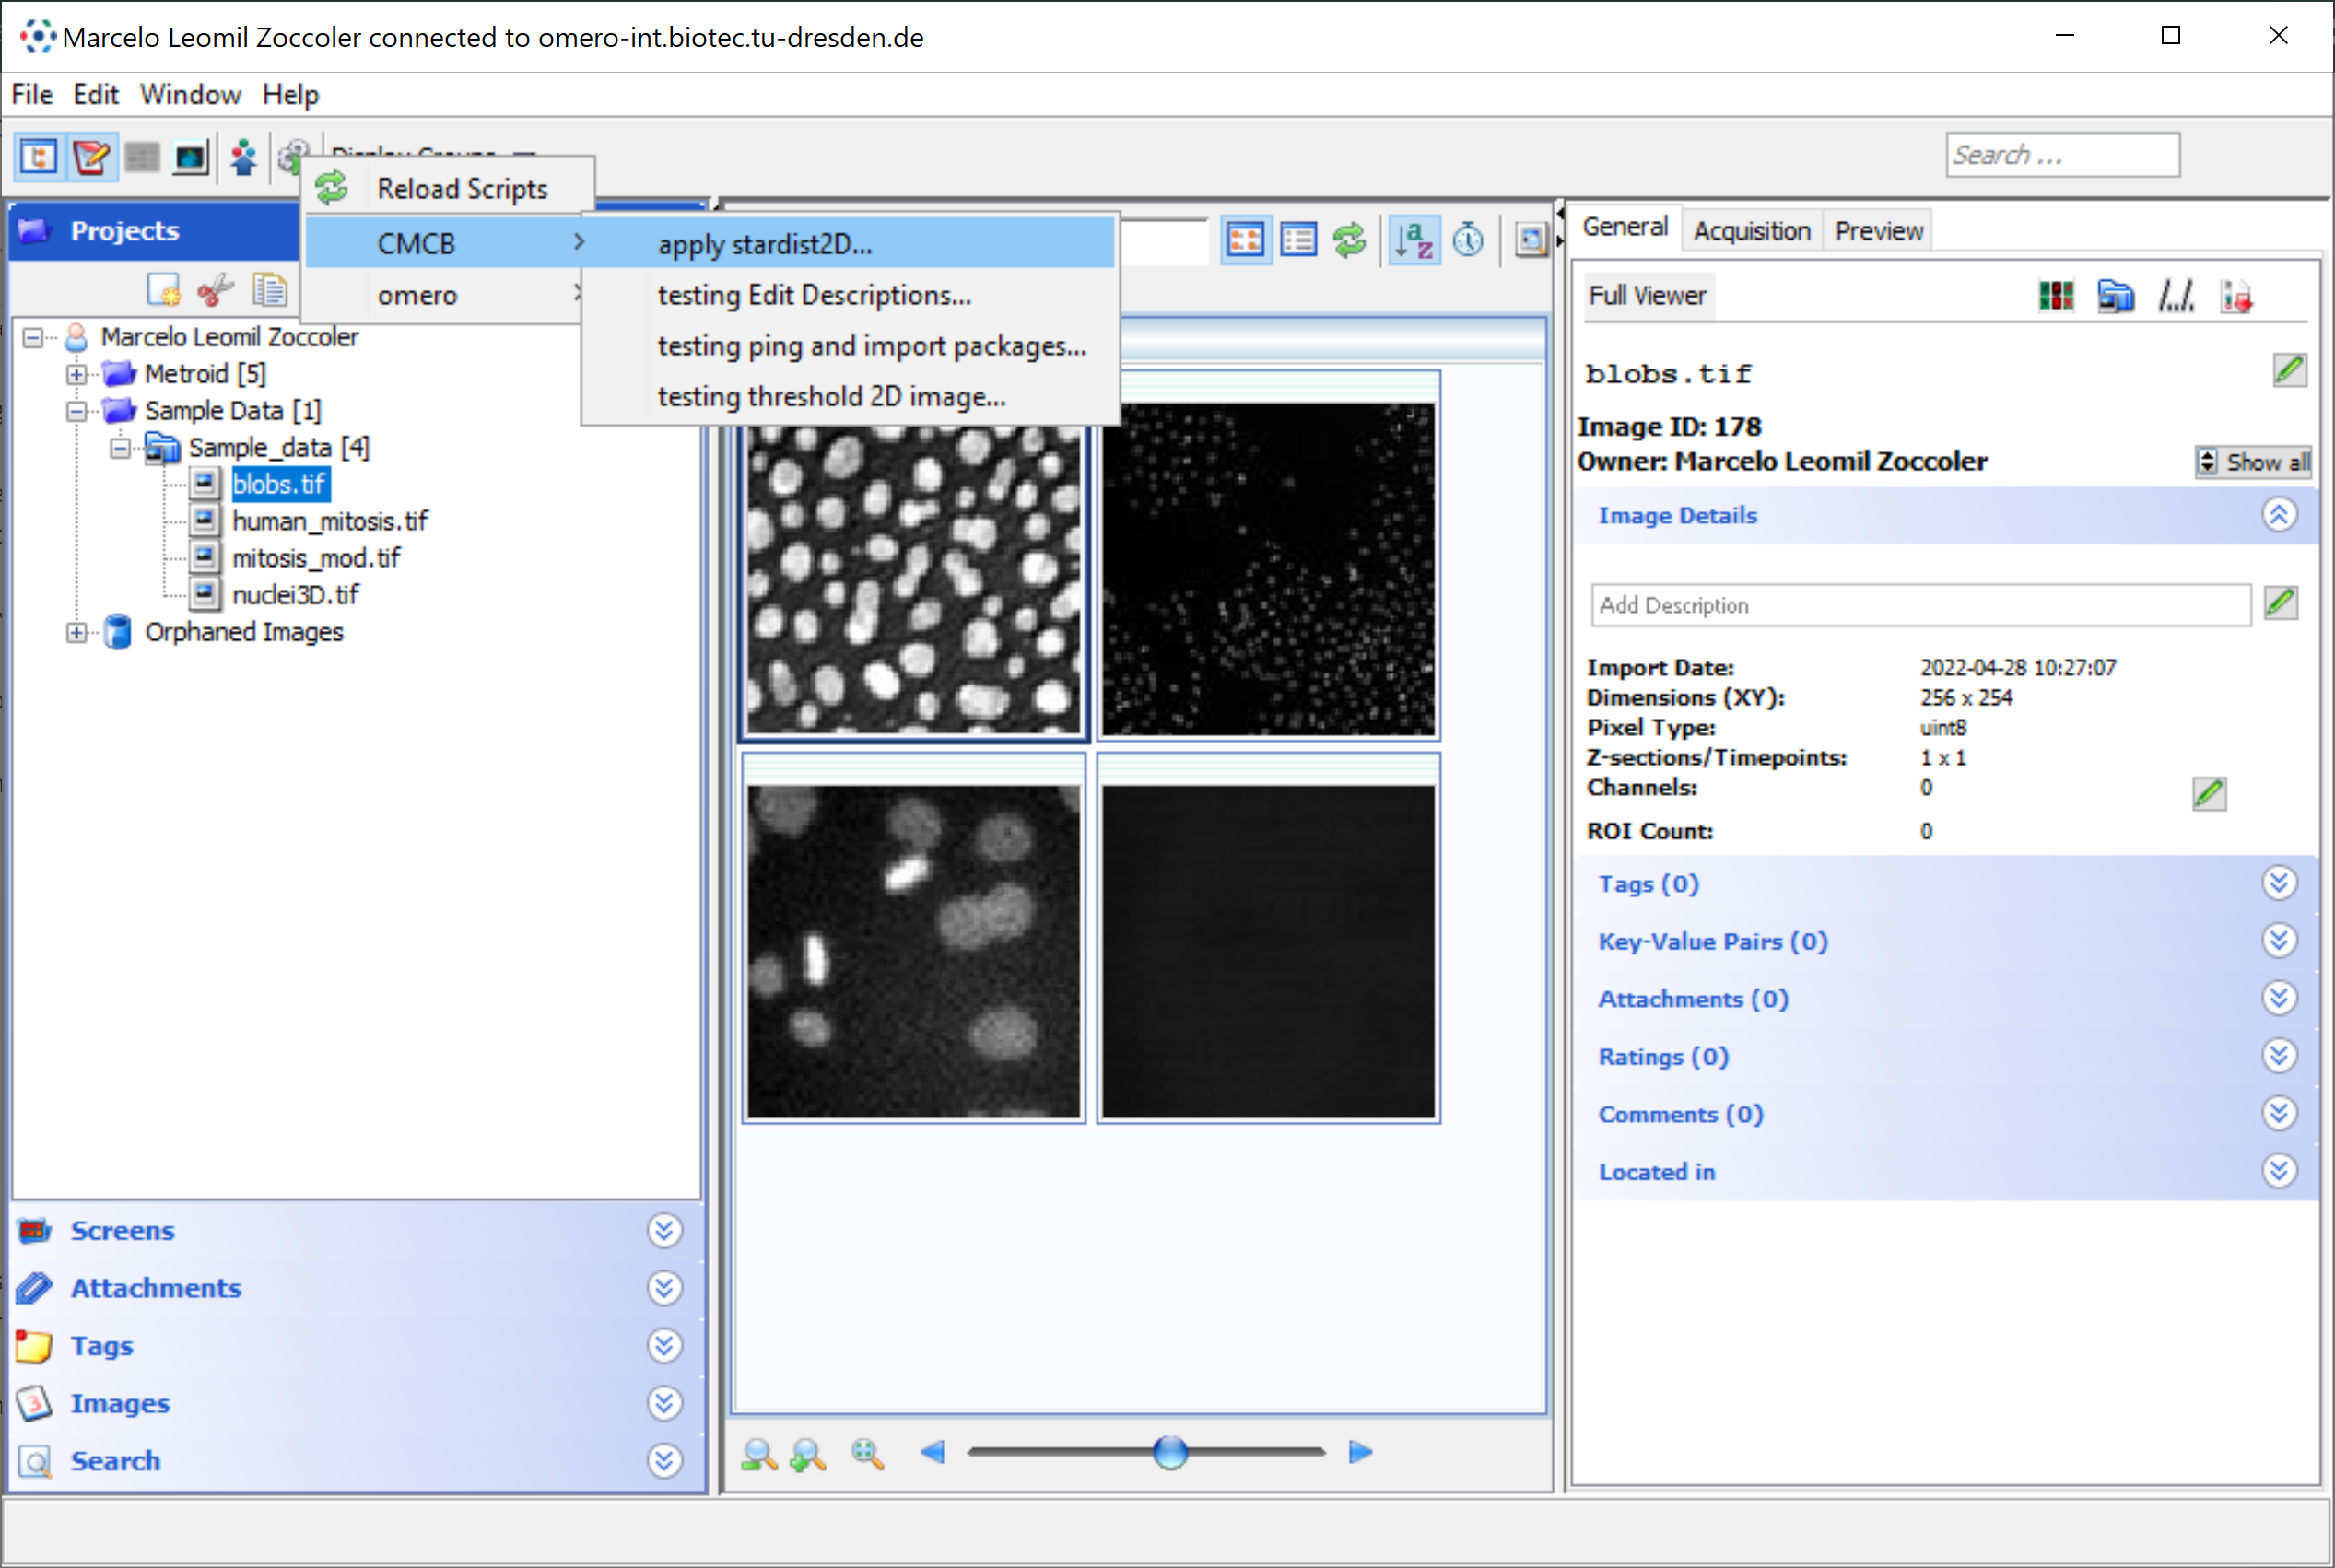 Marcelo Leomil Zoccoler connected to omero-int.biotec.tu-dresden.de
File Edit Window Help
Search ...
Reload Scripts
CMCB
omero
apply stardist2D...
testing Edit Descriptions...
testing ping and import packages...
testing threshold 2D image...
Projects
Marcelo Leomil Zoccoler
Metroid [5]
Sample Data [1]
Sample_data [4]
blobs.tif
human_mitosis.tif
mitosis_mod.tif
nuclei3D.tif
Orphaned Images
Screens
Attachments
Tags
Images
Search
General Acquisition Preview
Full Viewer
blobs.tif
Image ID: 178
Owner: Marcelo Leomil Zoccoler
Show all
Image Details
Add Description
Import Date: 2022-04-28 10:27:07
Dimensions (XY): 256 x 254
Pixel Type: uint8
Z-sections/Timepoints: 1 x 1
Channels: 0
ROI Count: 0
Tags (0)
Key-Value Pairs (0)
Attachments (0)
Ratings (0)
Comments (0)
Located in